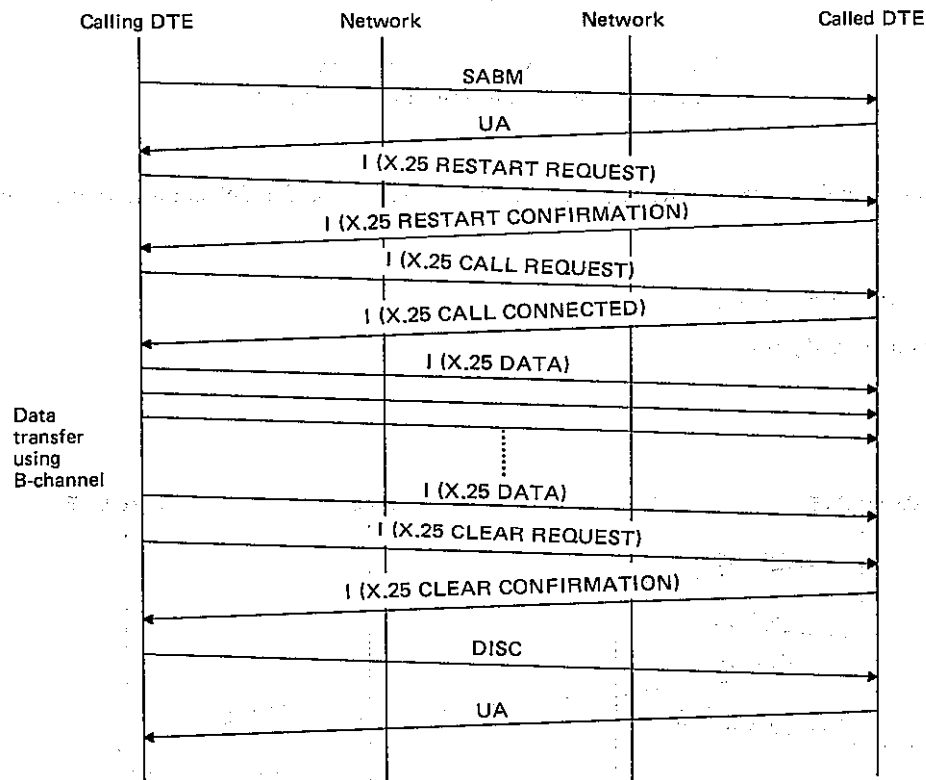 Calling DTE Network Network Called DTE
SABM
UA
I (X.25 RESTART REQUEST)
I (X.25 RESTART CONFIRMATION)
I (X.25 CALL REQUEST)
I (X.25 CALL CONNECTED)
I (X.25 DATA)
Data
transfer
using
B-channel
I (X.25 DATA)
I (X.25 CLEAR REQUEST)
I (X.25 CLEAR CONFIRMATION)
DISC
UA